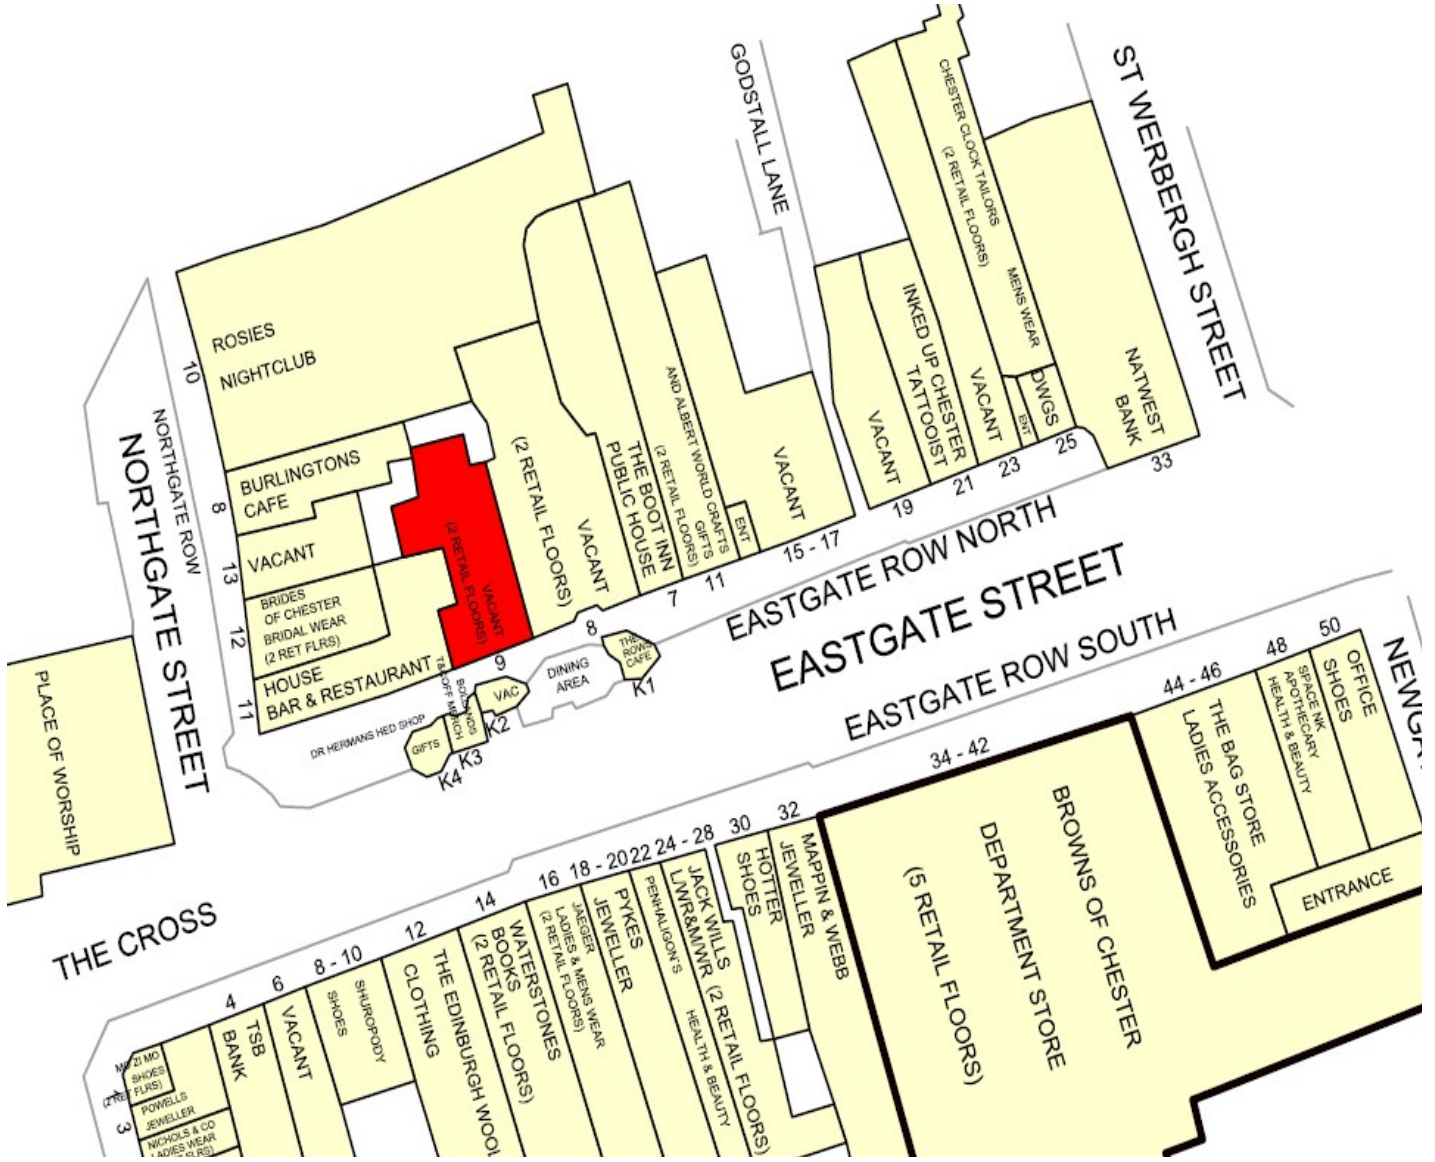 GODSTALL LANE
ST WERBERGH STREET
CHESTER CLOCK TAILORS
(2 RETAIL FLOORS)
MENS WEAR
ROSIES
NIGHTCLUB
10
NORTHGATE ROW
NORTHGATE STREET
BURLINGTONS
CAFE
8
VACANT
13
BRIDES
OF CHESTER
BRIDAL WEAR
(2 RET FLRS)
12
HOUSE
BAR & RESTAURANT
11
VACANT
(2 RETAIL FLOORS)
9
VACANT
(2 RETAIL FLOORS)
8
THE BOOT INN
PUBLIC HOUSE
7
AND ALBERT WORLD CRAFTS
GIFTS
(2 RETAIL FLOORS)
11
ENT
VACANT
15 - 17
VACANT
19
INKED UP CHESTER
TATTOOIST
21
VACANT
23
ENT
OWGS
25
NATWEST
BANK
33
EASTGATE ROW NORTH
EASTGATE STREET
EASTGATE ROW SOUTH
THE ROWS
CAFE
K1
DINING
AREA
VAC
K2
K3
GIFTS
K4
DR HERMANS HED SHOP
PLACE OF WORSHIP
THE CROSS
SHOES
3
POWELLS
JEWELLER
NICHOLS & CO
LADIES WEAR
4
TSB
BANK
6
VACANT
8 - 10
SHUROPODY
SHOES
12
THE EDINBURGH WOOL
CLOTHING
14
WATERSTONES
BOOKS
(2 RETAIL FLOORS)
16
JAEGER
LADIES & MENS WEAR
(2 RETAIL FLOORS)
18 - 20
PYKES
JEWELLER
22
PENHALIGON'S
HEALTH & BEAUTY
24 - 28
JACK WILLS
L/WR&M/WR (2 RETAIL FLOORS)
30
HOTTER
SHOES
32
MAPPIN & WEBB
JEWELLER
34 - 42
BROWNS OF CHESTER
DEPARTMENT STORE
(5 RETAIL FLOORS)
44 - 46
THE BAG STORE
LADIES ACCESSORIES
48
SPACE NK
APOTHECARY
HEALTH & BEAUTY
50
SHOES
OFFICE
ENTRANCE
NEWGA